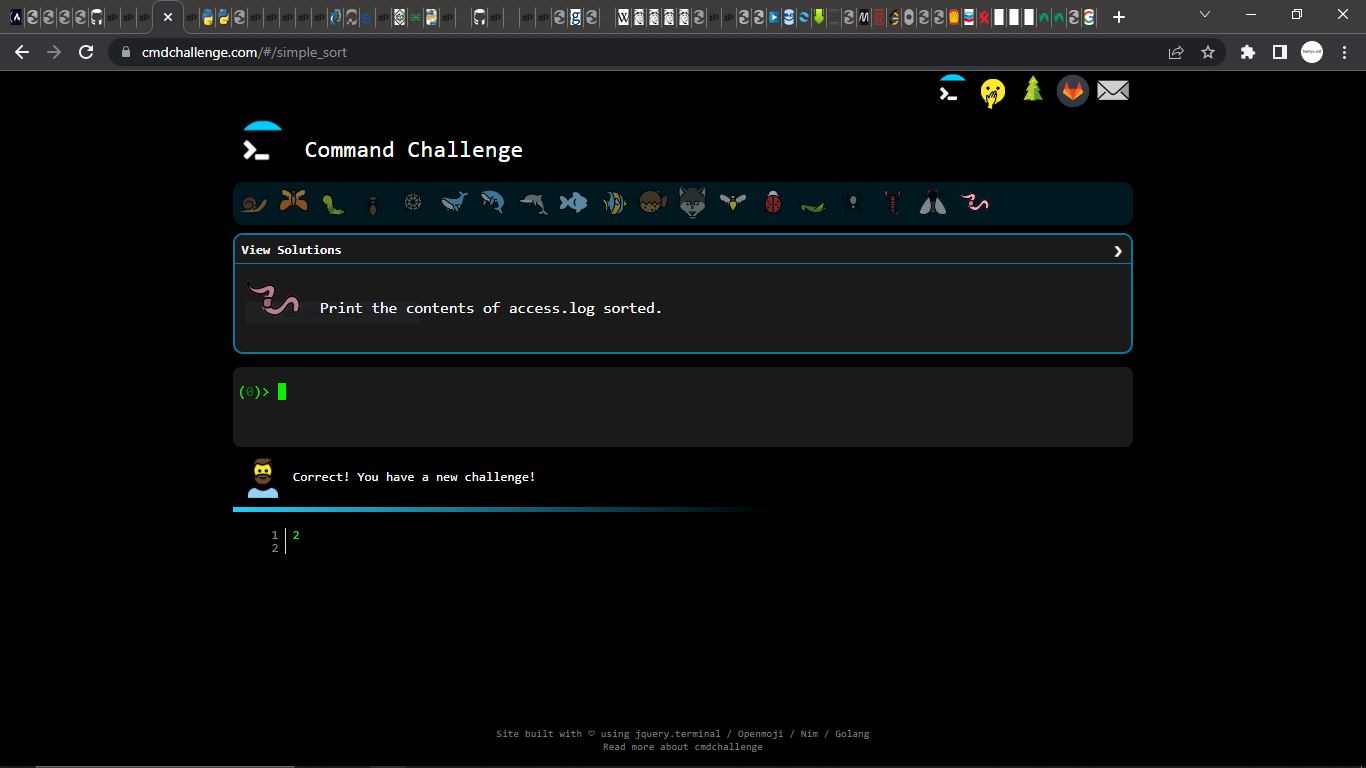 cmdchallenge.com/#/simple_sort
Command Challenge
View Solutions
Print the contents of access.log sorted.
(0)>
Correct! You have a new challenge!
1 2
2
Site built with ♡ using jquery.terminal / Openmoji / Nim / Golang
Read more about cmdchallenge